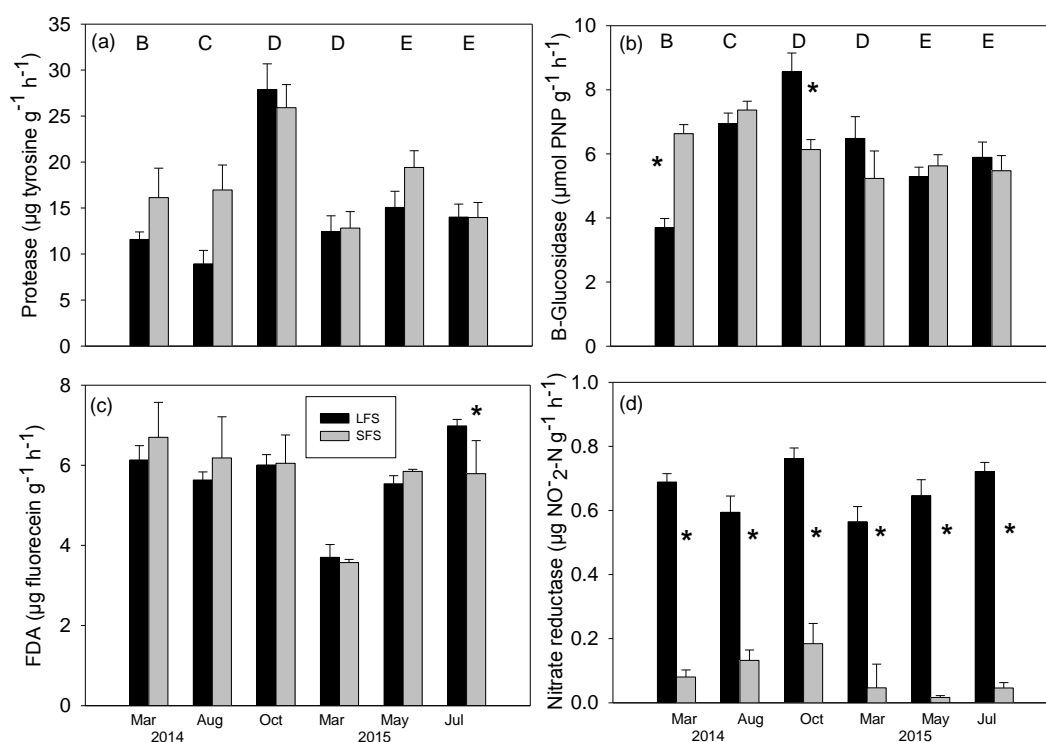 (a) B C D D E E
35
30
25
20
15
10
5
0
Protease (µg tyrosine g-1 h-1)
(b) B C D D E E
10
8
6
4
2
0
B-Glucosidase (µmol PNP g-1 h-1)
*
*
(c)
8
6
4
2
0
FDA (µg fluorecein g-1 h-1)
LFS
SFS
*
Mar Aug Oct Mar May Jul
2014 2015
(d)
1.0
0.8
0.6
0.4
0.2
0.0
Nitrate reductase (µg NO-2-N g-1 h-1)
* * * * * *
Mar Aug Oct Mar May Jul
2014 2015